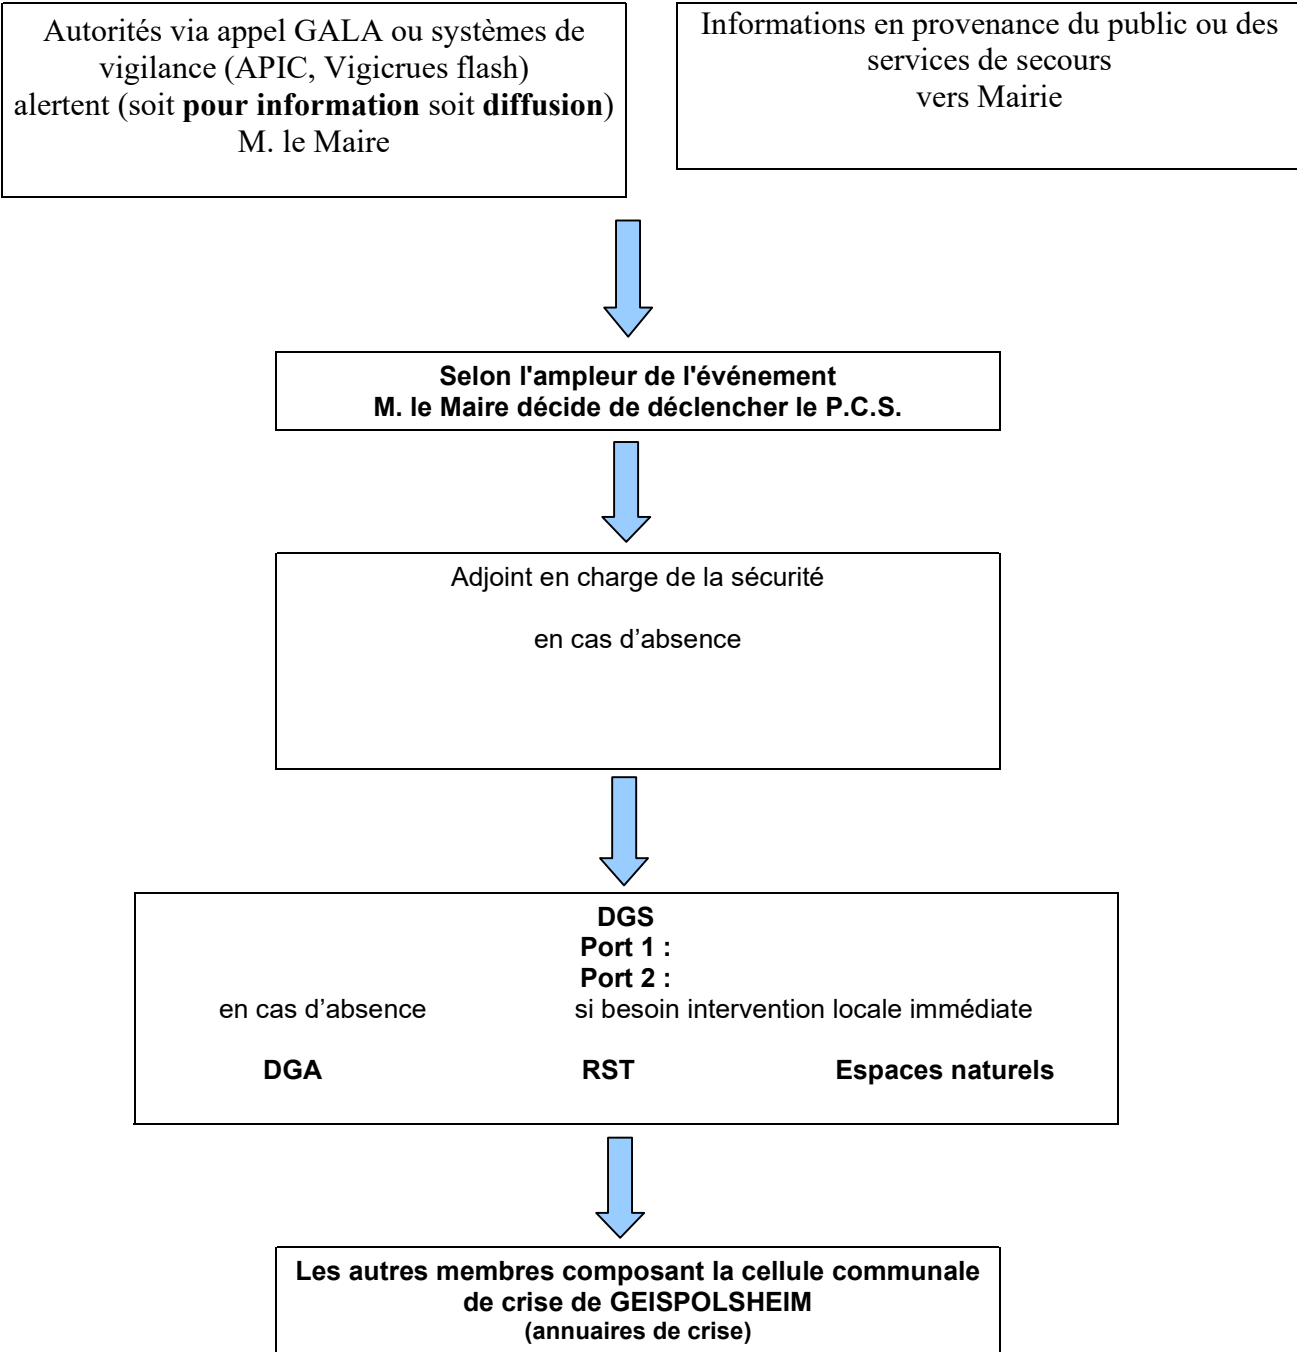 Autorités via appel GALA ou systèmes de
vigilance (APIC, Vigicrues flash)
alertent (soit pour information soit diffusion)
M. le Maire
Informations en provenance du public ou des
services de secours
vers Mairie
Selon l'ampleur de l'événement
M. le Maire décide de déclencher le P.C.S.
Adjoint en charge de la sécurité
en cas d’absence
DGS
Port 1 :
Port 2 :
en cas d’absence si besoin intervention locale immédiate
DGA RST Espaces naturels
Les autres membres composant la cellule communale
de crise de GEISPOLSHEIM
(annuaires de crise)